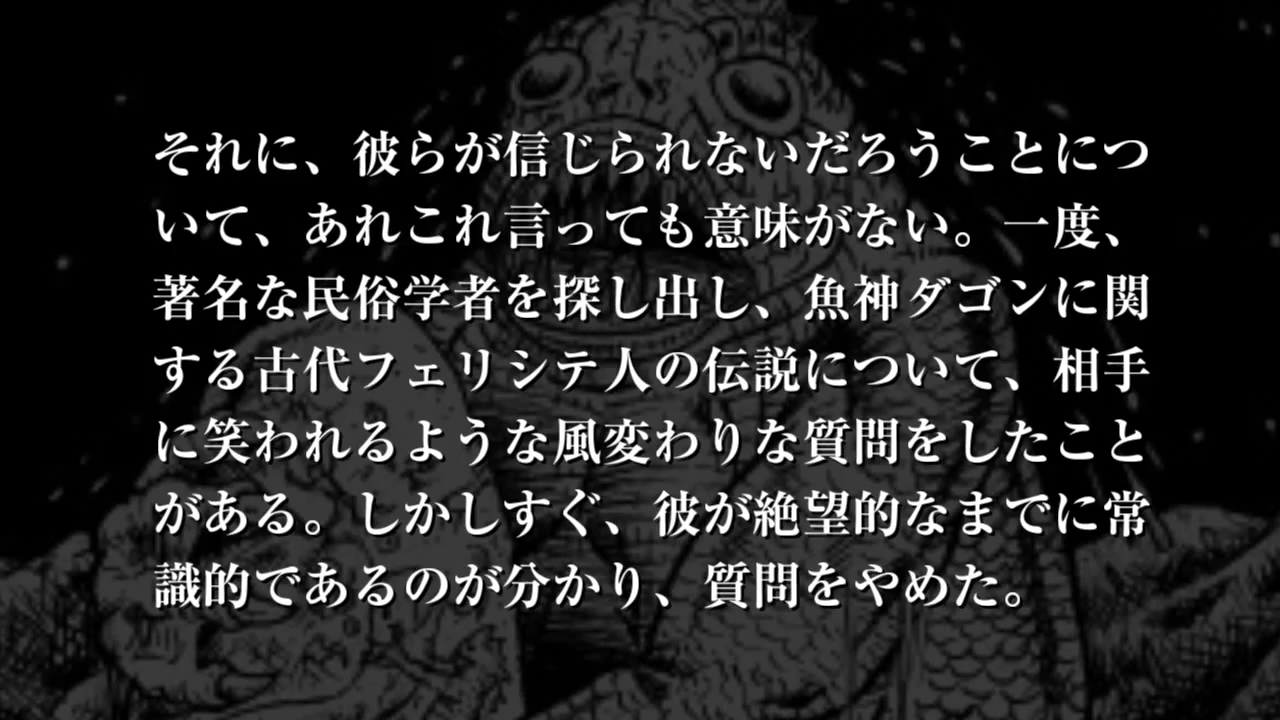 それに、彼らが信じられないだろうことにつ
いて、あれこれ言っても意味がない。一度、
著名な民俗学者を探し出し、魚神ダゴンに関
する古代フェリシテ人の伝説について、相手
に笑われるような風変わりな質問をしたこと
がある。しかしすぐ、彼が絶望的なまでに常
識的であるのが分かり、質問をやめた。